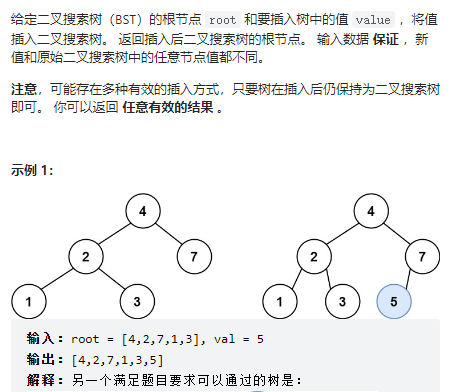 给定二叉搜索树（BST）的根节点 root 和要插入树中的值 value ，将值
插入二叉搜索树。 返回插入后二叉搜索树的根节点。 输入数据 保证 ，新
值和原始二叉搜索树中的任意节点值都不同。
注意，可能存在多种有效的插入方式，只要树在插入后仍保持为二叉搜索树
即可。 你可以返回 任意有效的结果 。
示例 1：
4
4
2
7
2
7
1
3
1
3
5
输入：root = [4,2,7,1,3], val = 5
输出：[4,2,7,1,3,5]
解释：另一个满足题目要求可以通过的树是：